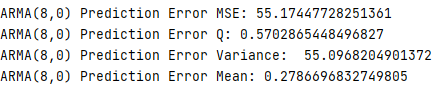 ARMA(8,0) Prediction Error MSE: 55.17447728251361
ARMA(8,0) Prediction Error Q: 0.5702865448496827
ARMA(8,0) Prediction Error Variance:  55.0968204901372
ARMA(8,0) Prediction Error Mean: 0.2786696832749805